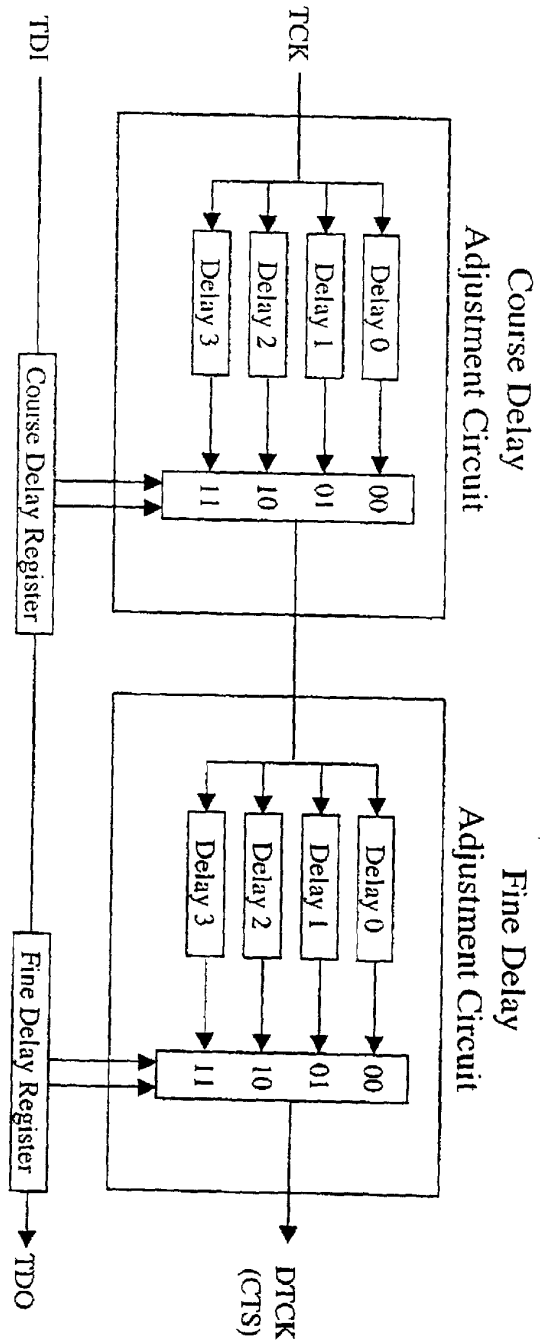 Course Delay
Adjustment Circuit
TCK
Delay 0
Delay 1
Delay 2
Delay 3
00
01
10
11
Fine Delay
Adjustment Circuit
Delay 0
Delay 1
Delay 2
Delay 3
00
01
10
11
DTCK
(CTS)
TDI
Course Delay Register
Fine Delay Register
TDO